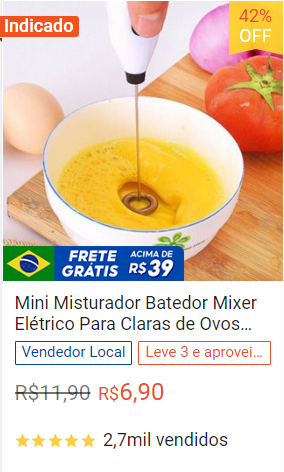 Indicado
42%
OFF
FRETE
GRÁTIS
ACIMA DE
R$39
Mini Misturador Batedor Mixer
Elétrico Para Claras de Ovos...
Vendedor Local
Leve 3 e aprovei...
R$11,90 R$6,90
2,7mil vendidos